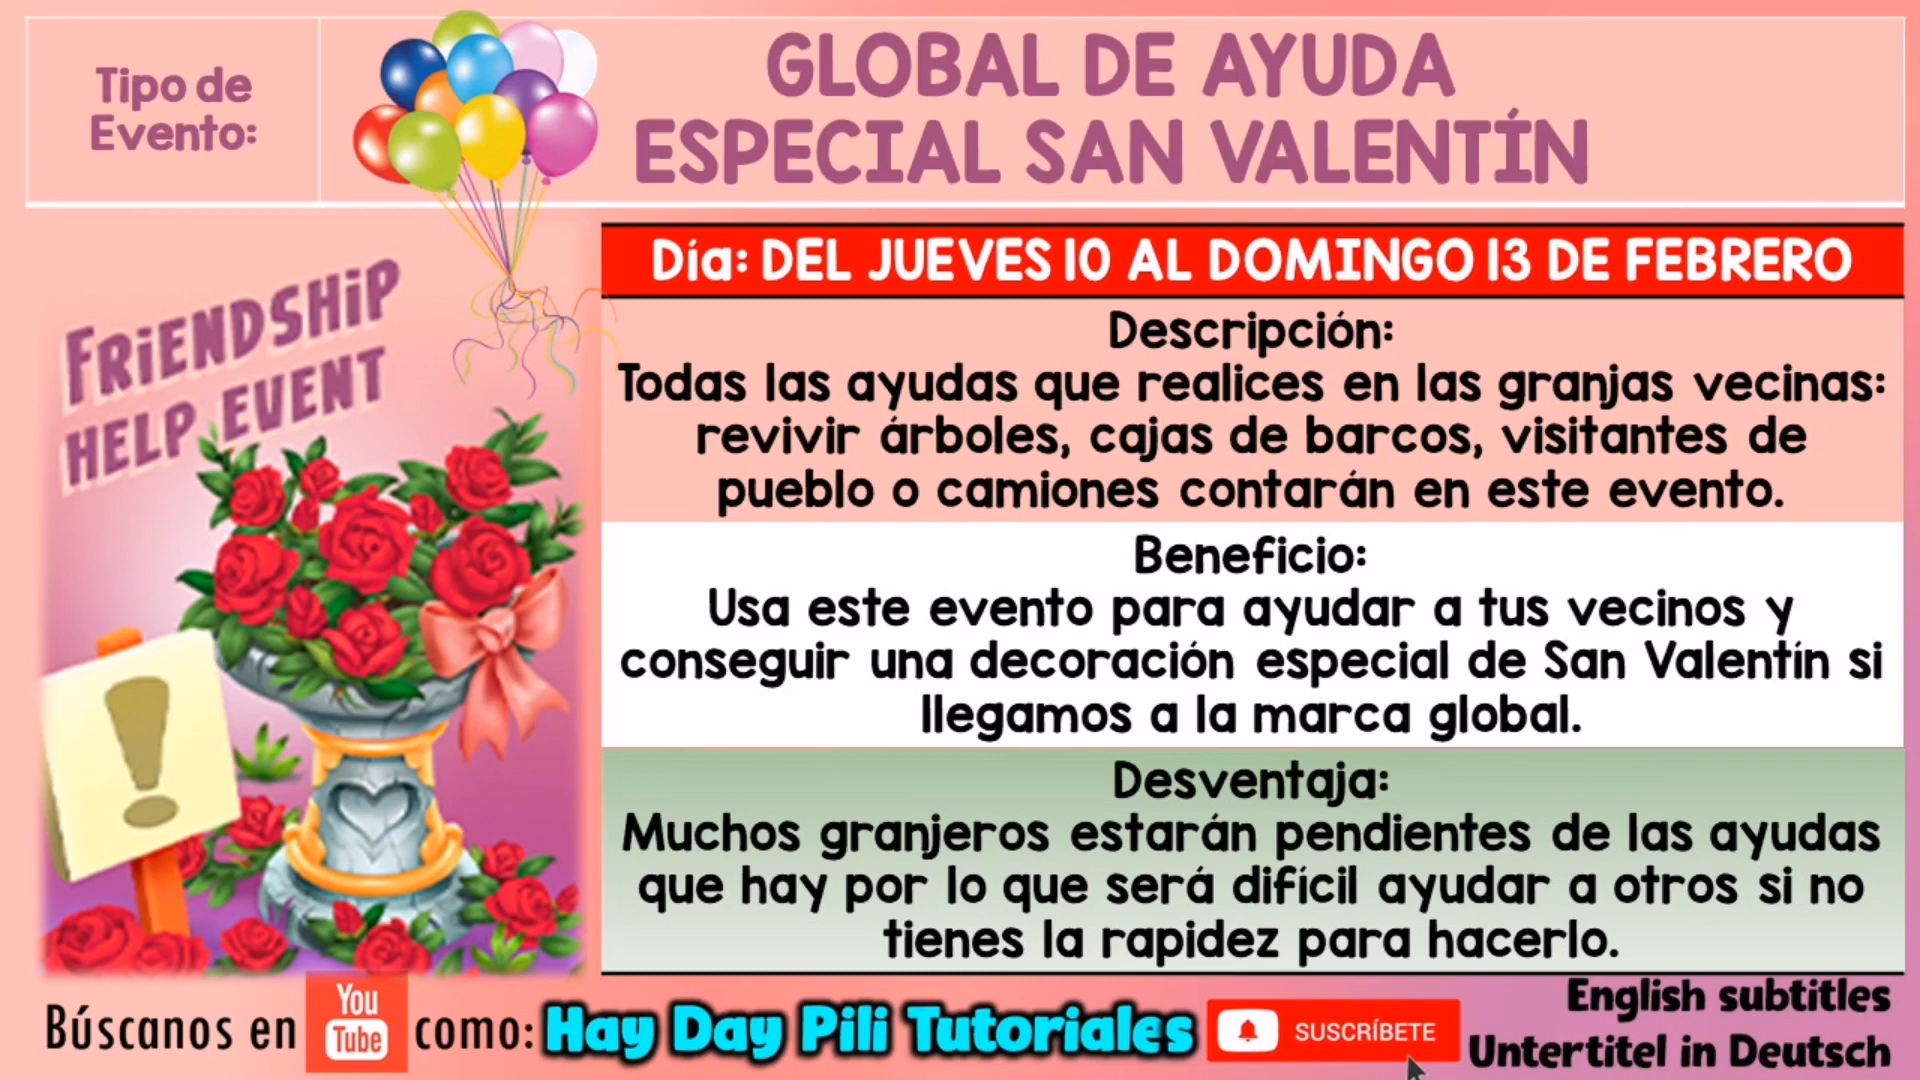 Tipo de
Evento:
GLOBAL DE AYUDA
ESPECIAL SAN VALENTÍN
FRiENDSHiP
HELP EVENT
Día: DEL JUEVES 10 AL DOMINGO 13 DE FEBRERO
Descripción:
Todas las ayudas que realices en las granjas vecinas:
revivir árboles, cajas de barcos, visitantes de
pueblo o camiones contarán en este evento.
Beneficio:
Usa este evento para ayudar a tus vecinos y
conseguir una decoración especial de San Valentín si
llegamos a la marca global.
Desventaja:
Muchos granjeros estarán pendientes de las ayudas
que hay por lo que será difícil ayudar a otros si no
tienes la rapidez para hacerlo.
!
Búscanos en You Tube como: Hay Day Pili Tutoriales
SUSCRÍBETE
English subtitles
Untertitel in Deutsch